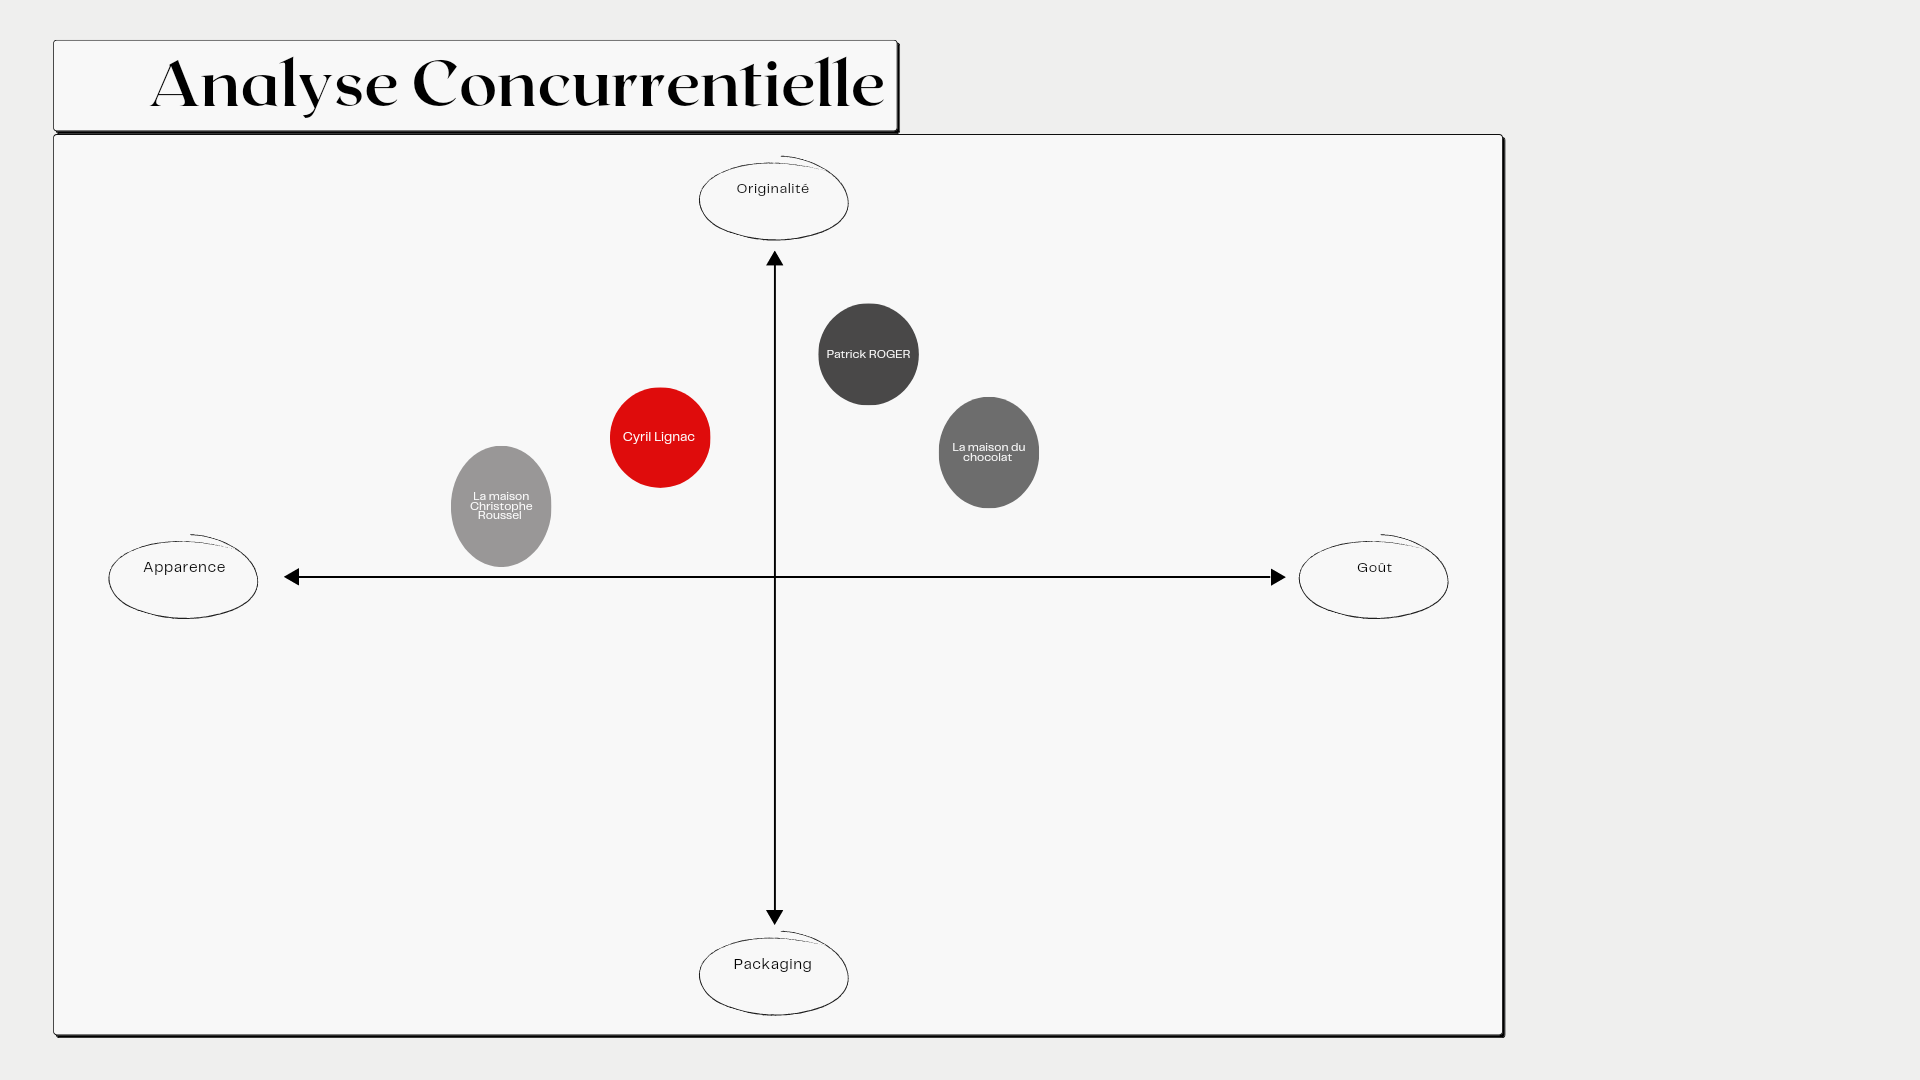 Analyse Concurrentielle
Originalité
Patrick ROGER
Cyril Lignac
La maison du
chocolat
La maison
Christophe
Roussel
Apparence
Goût
Packaging